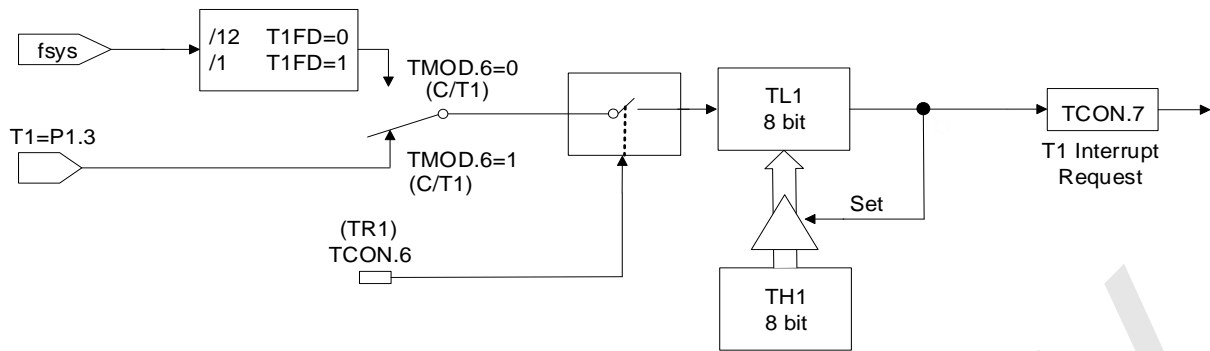 fsys
/12 T1FD=0
/1 T1FD=1
TMOD.6=0
(C/T1)
T1=P1.3
TMOD.6=1
(C/T1)
(TR1)
TCON.6
TL1
8 bit
TCON.7
T1 Interrupt
Request
Set
TH1
8 bit